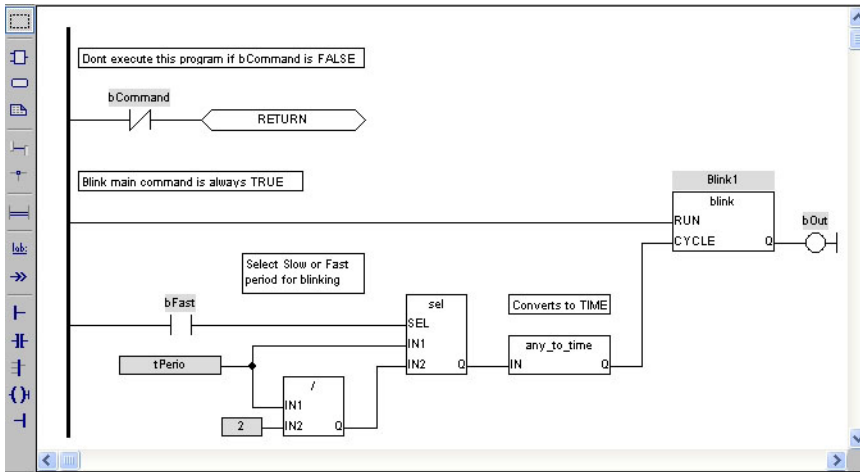 Dont execute this program if bCommand is FALSE
bCommand
RETURN
Blink main command is always TRUE
Blink1
blink
RUN
CYCLE Q
bOut
Select Slow or Fast
period for blinking
bFast
sel
SEL
IN1
IN2 Q
Converts to TIME
any_to_time
IN Q
tPerio
/
IN1
2
IN2 Q
lab: